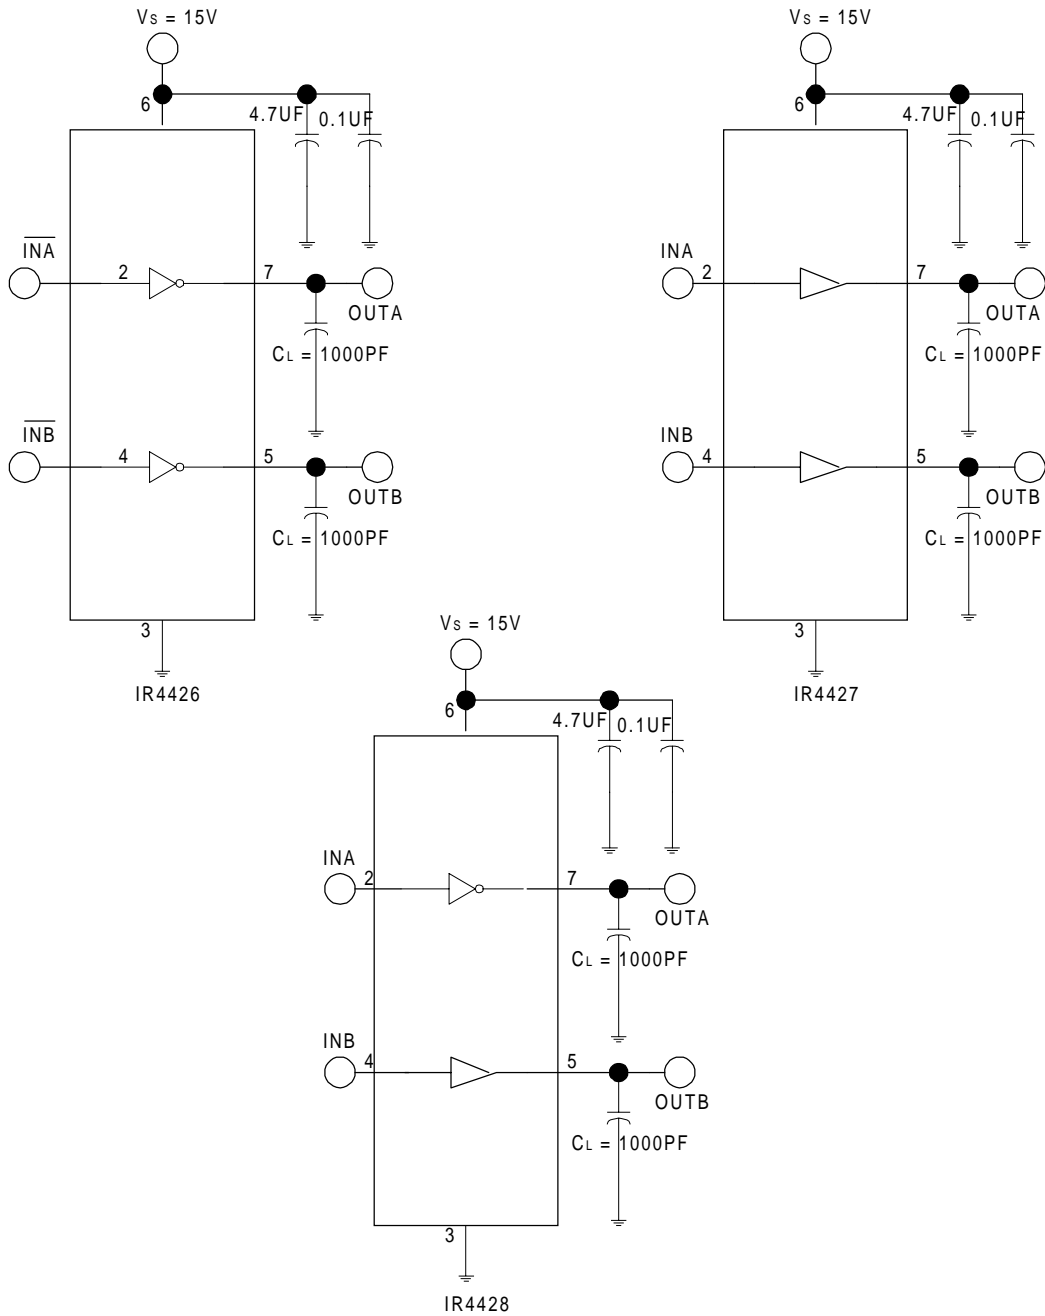 Vs = 15V
6
4.7UF 0.1UF
INA
2
7
OUTA
CL = 1000PF
INB
4
5
OUTB
CL = 1000PF
3
IR4426
Vs = 15V
6
4.7UF 0.1UF
INA
2
7
OUTA
CL = 1000PF
INB
4
5
OUTB
CL = 1000PF
3
IR4427
Vs = 15V
6
4.7UF 0.1UF
INA
2
7
OUTA
CL = 1000PF
INB
4
5
OUTB
CL = 1000PF
3
IR4428